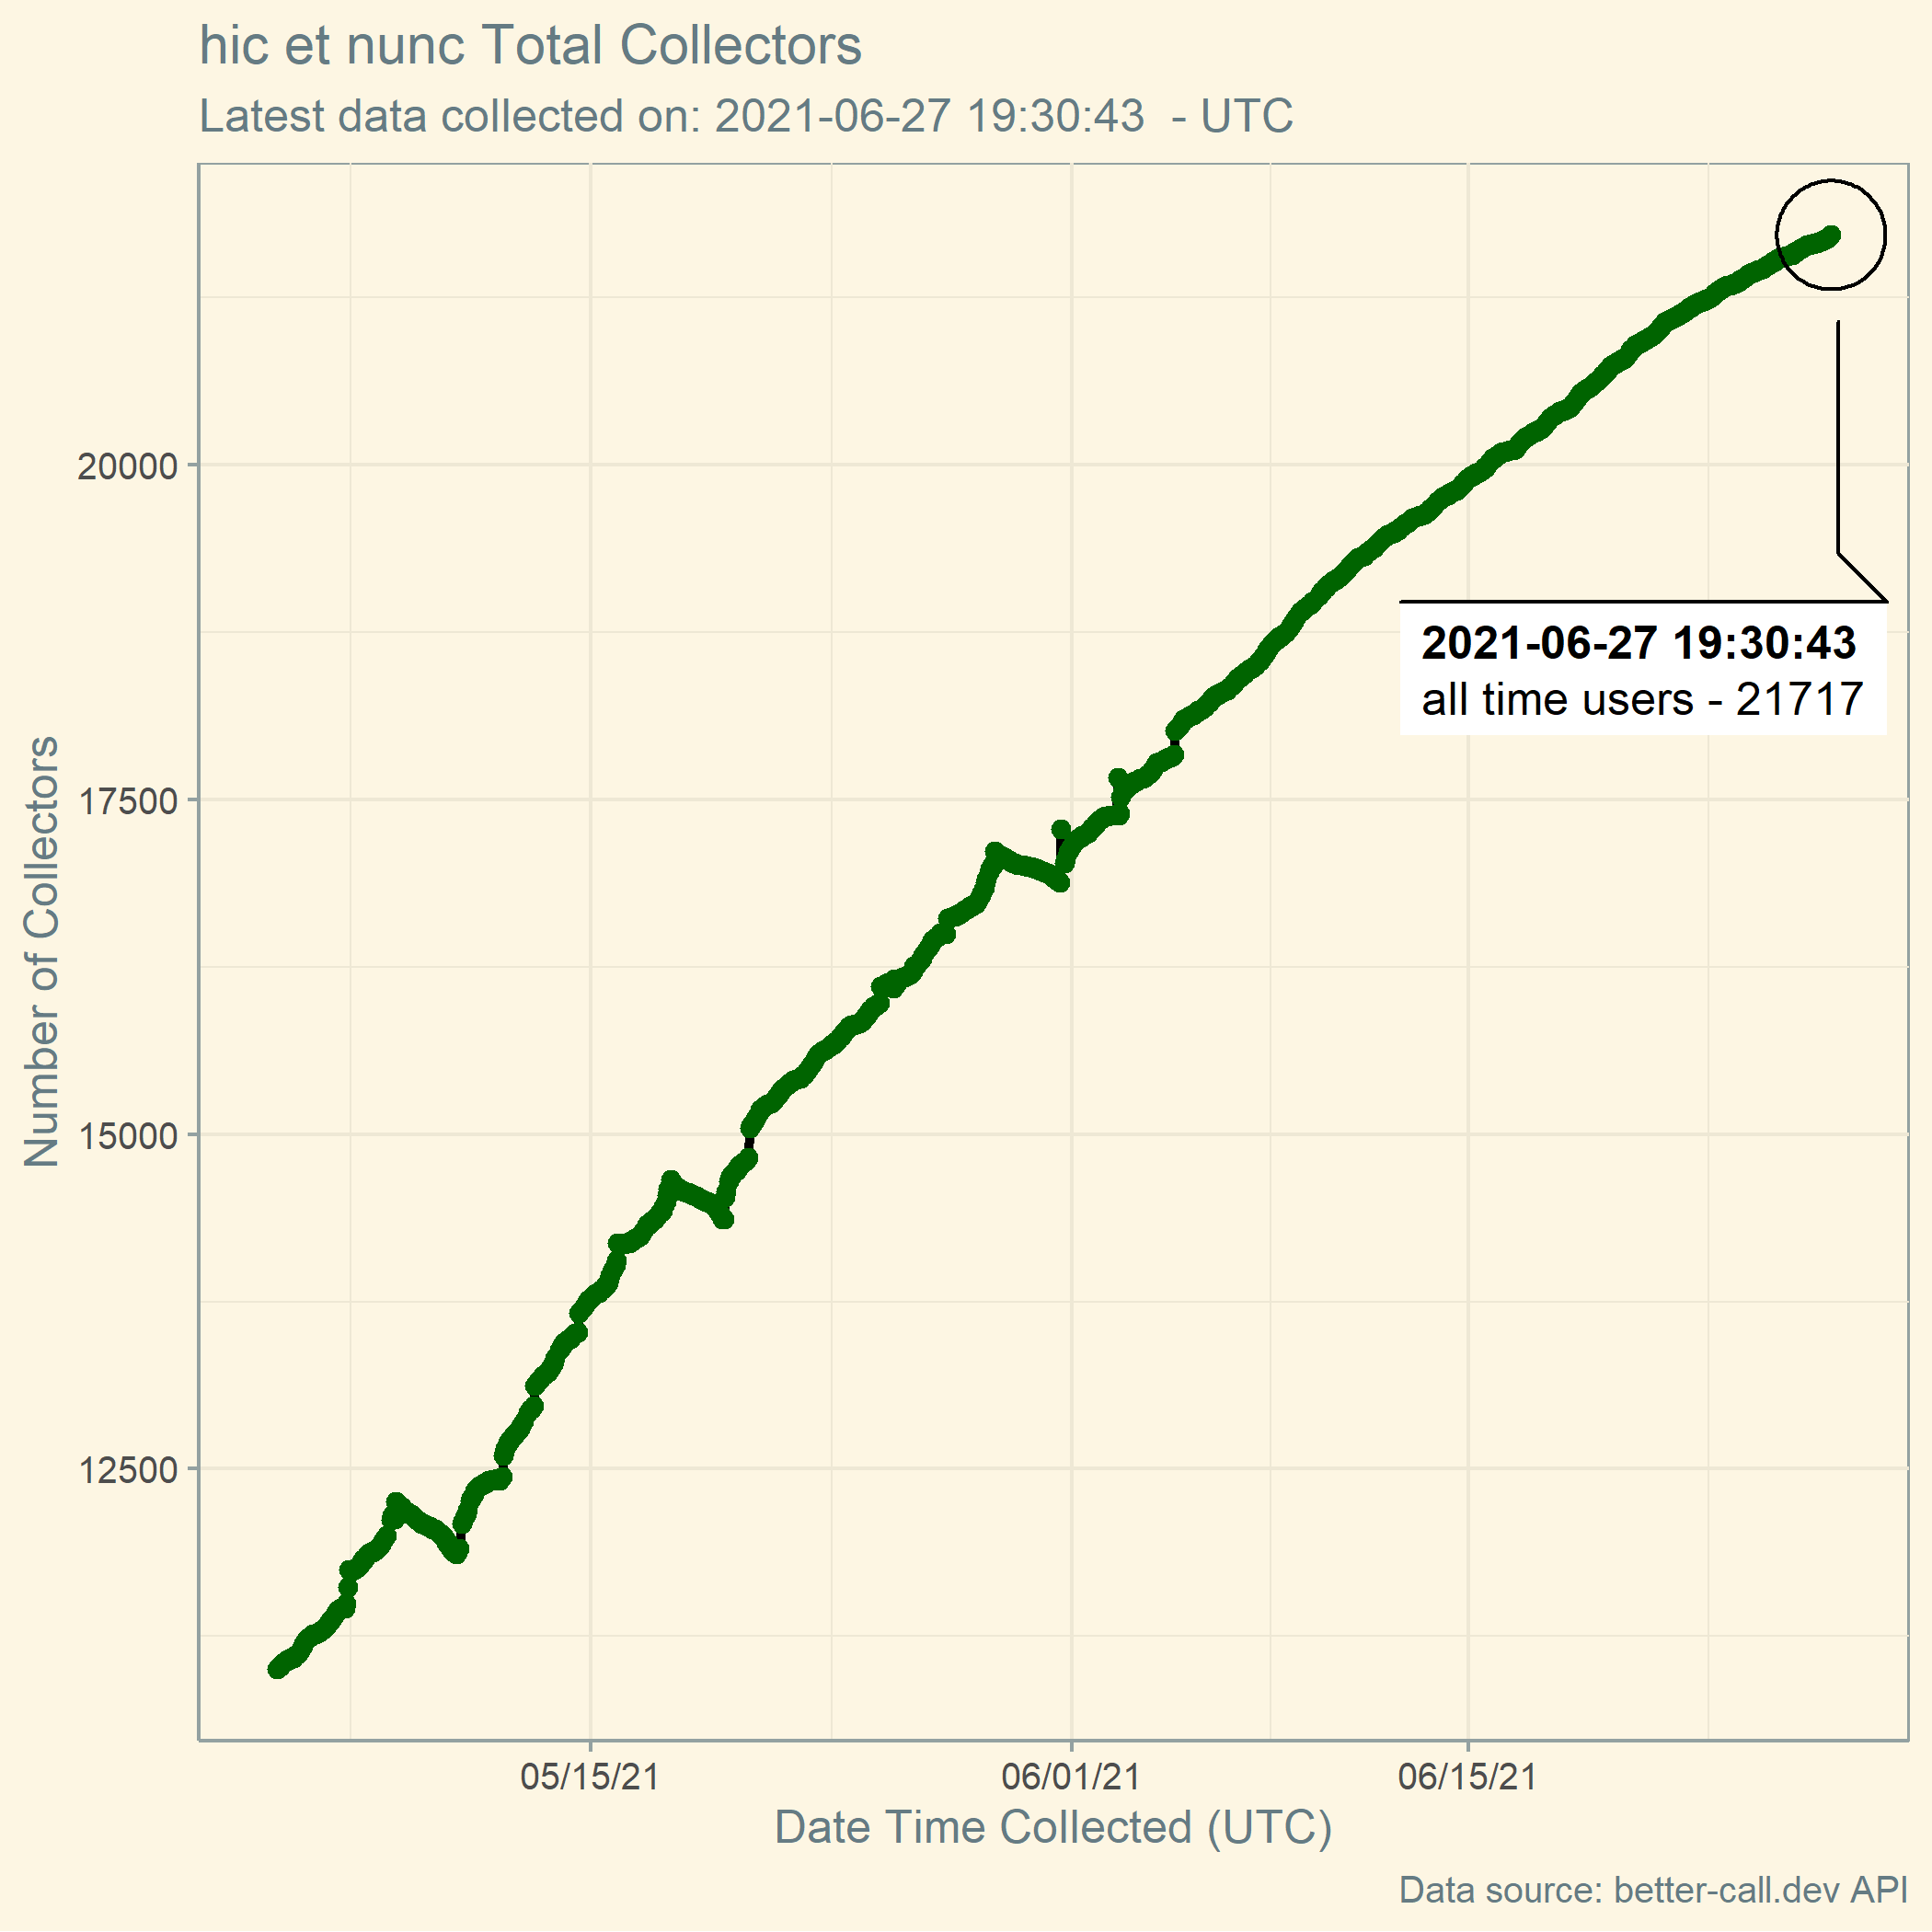 hic et nunc Total Collectors
Latest data collected on: 2021-06-27 19:30:43  - UTC
Number of Collectors
20000
17500
15000
12500
2021-06-27 19:30:43
all time users - 21717
05/15/21
06/01/21
06/15/21
Date Time Collected (UTC)
Data source: better-call.dev API